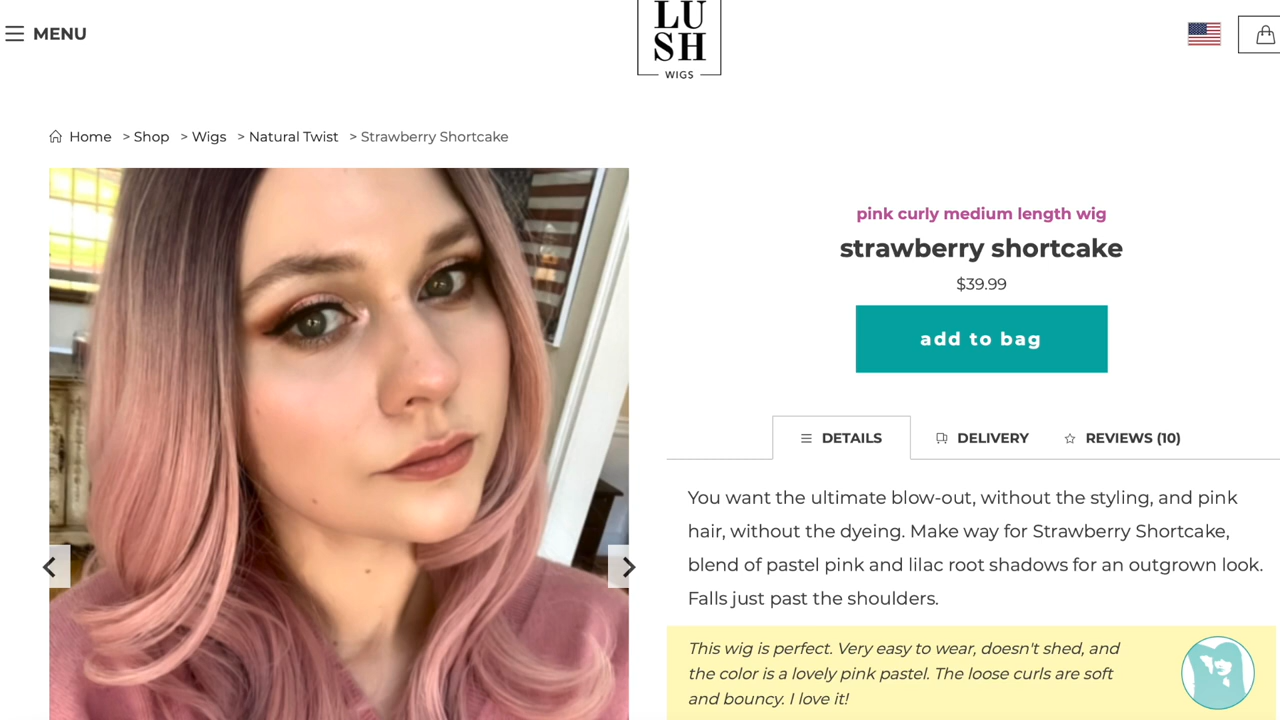 MENU
LU
SH
WIGS
Home > Shop > Wigs > Natural Twist > Strawberry Shortcake
pink curly medium length wig
strawberry shortcake
$39.99
add to bag
DETAILS DELIVERY REVIEWS (10)
You want the ultimate blow-out, without the styling, and pink
hair, without the dyeing. Make way for Strawberry Shortcake,
blend of pastel pink and lilac root shadows for an outgrown look.
Falls just past the shoulders.
This wig is perfect. Very easy to wear, doesn't shed, and
the color is a lovely pink pastel. The loose curls are soft
and bouncy. I love it!